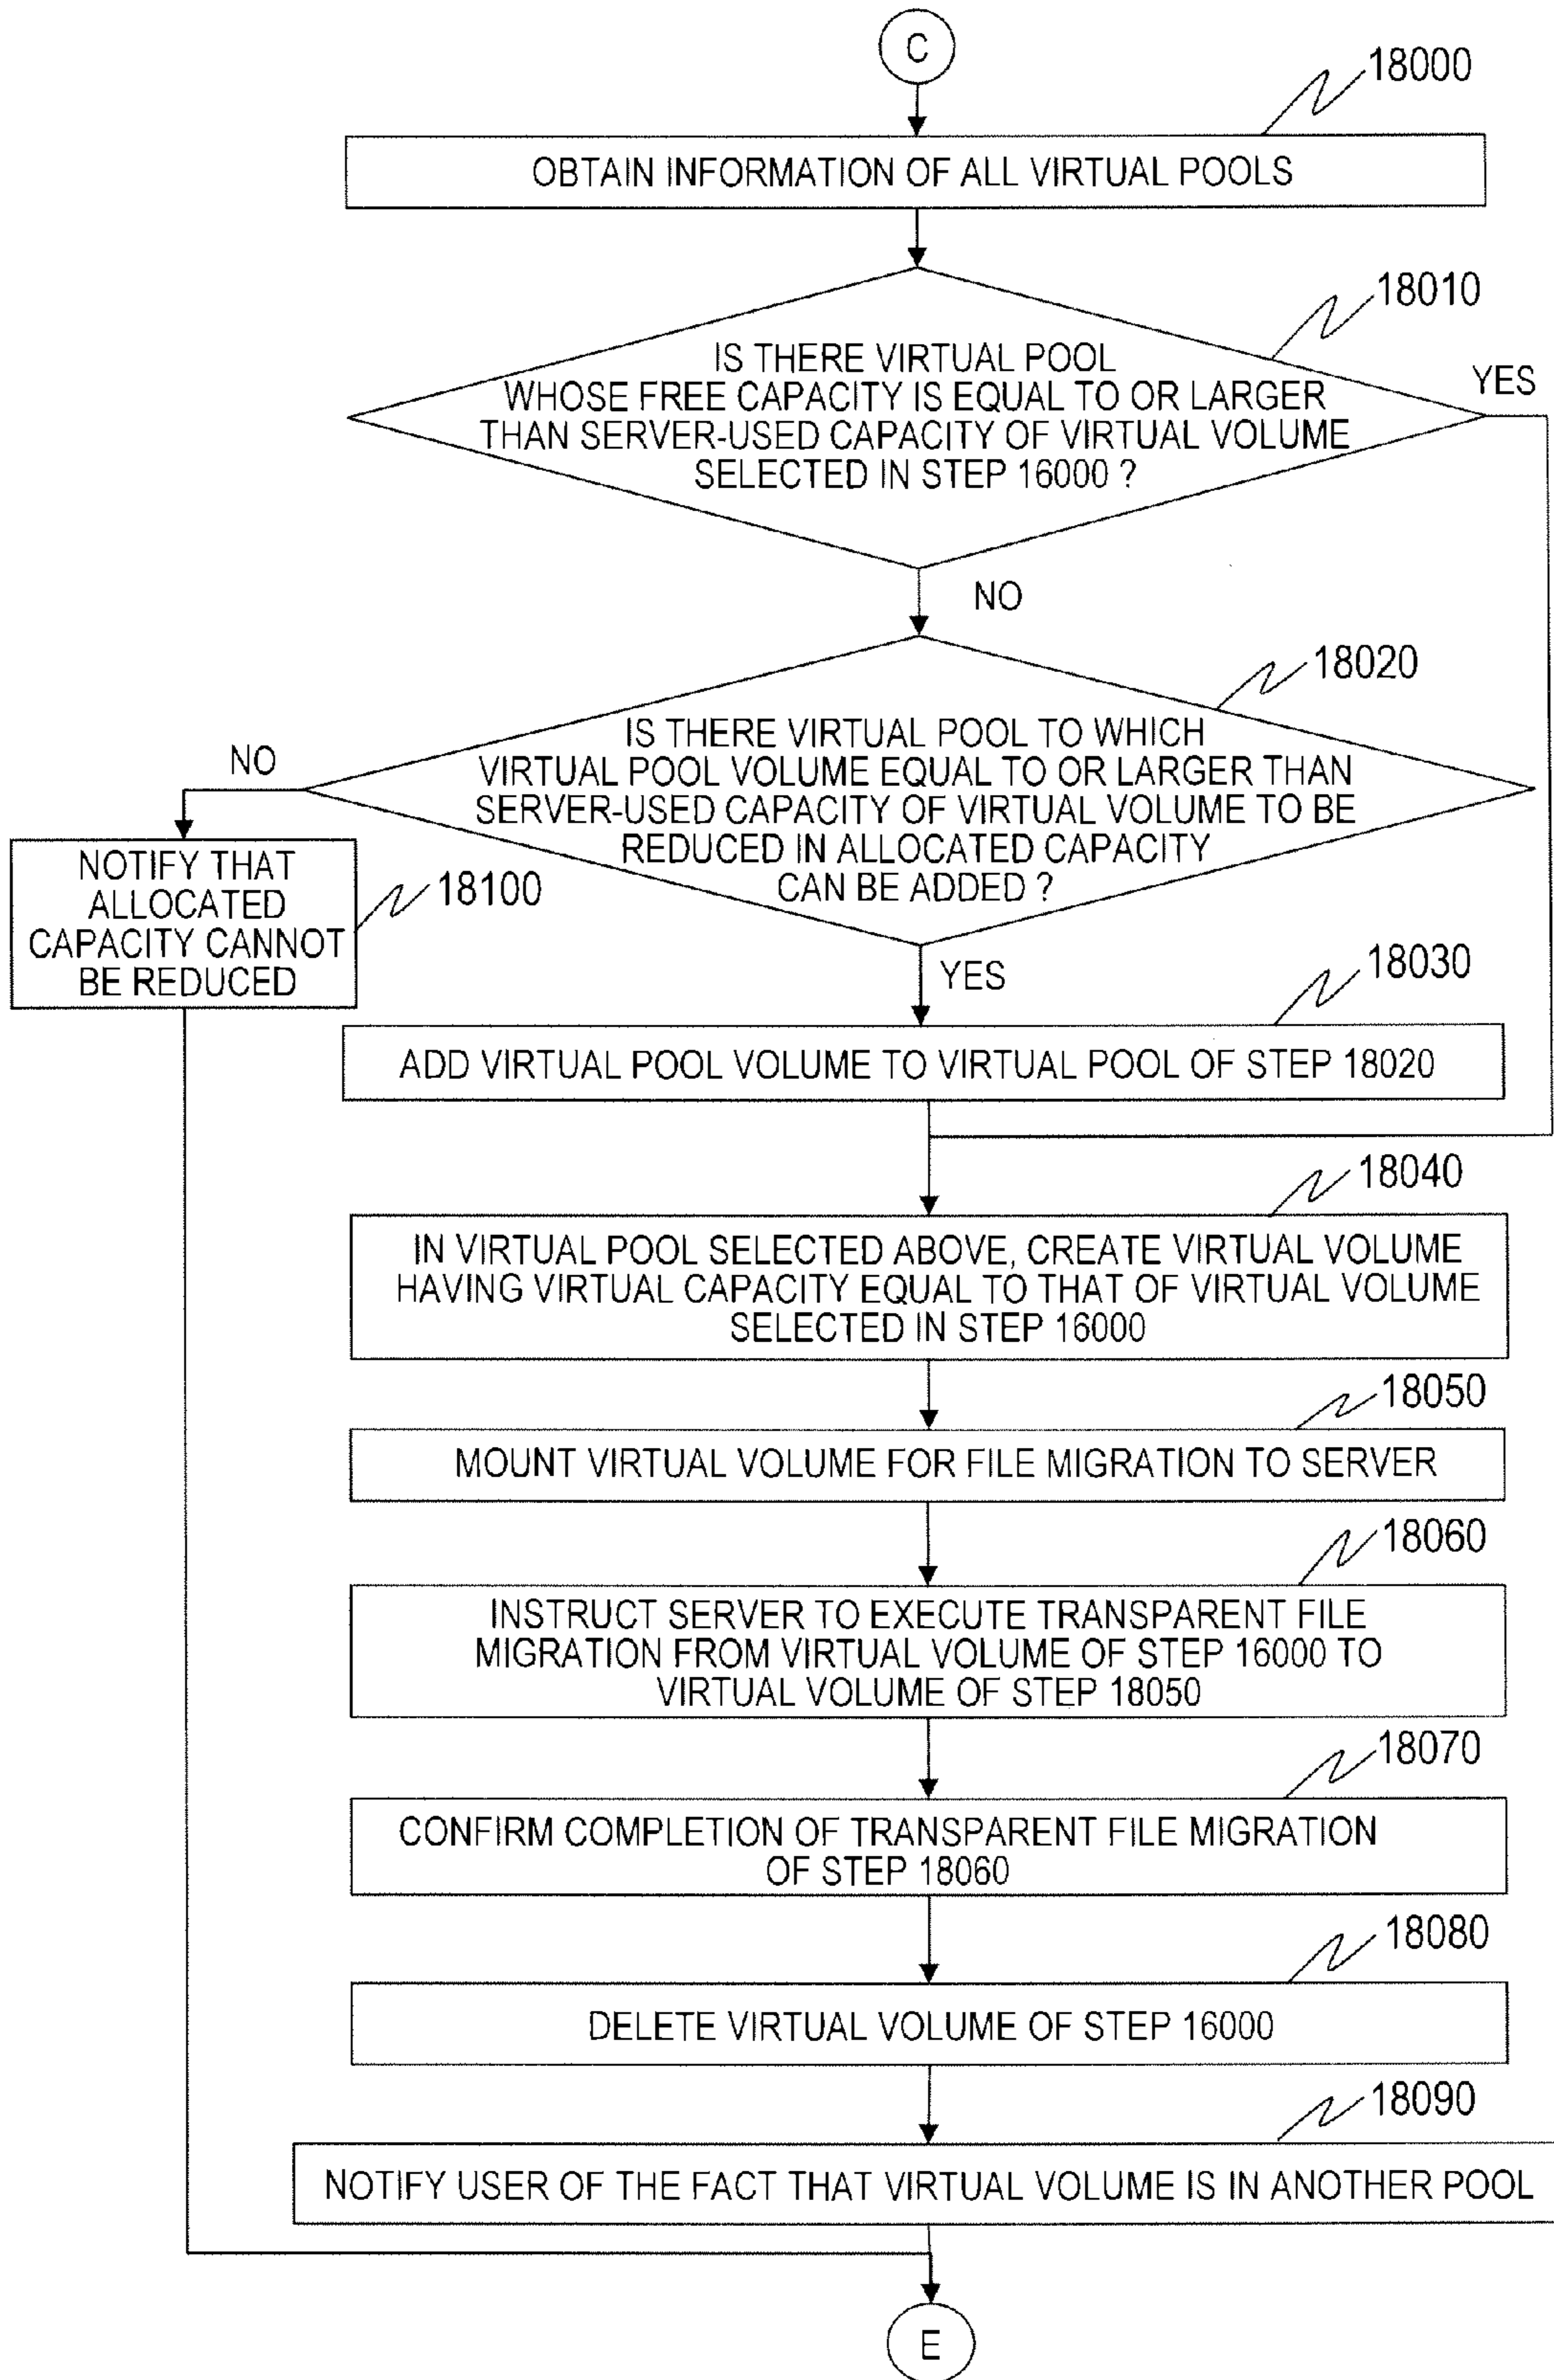 C
18000
OBTAIN INFORMATION OF ALL VIRTUAL POOLS
18010
IS THERE VIRTUAL POOL
WHOSE FREE CAPACITY IS EQUAL TO OR LARGER
THAN SERVER-USED CAPACITY OF VIRTUAL VOLUME
SELECTED IN STEP 16000 ?
YES
NO
18020
IS THERE VIRTUAL POOL TO WHICH
VIRTUAL POOL VOLUME EQUAL TO OR LARGER THAN
SERVER-USED CAPACITY OF VIRTUAL VOLUME TO BE
REDUCED IN ALLOCATED CAPACITY
CAN BE ADDED ?
NO
NOTIFY THAT
ALLOCATED
CAPACITY CANNOT
BE REDUCED
18100
YES
18030
ADD VIRTUAL POOL VOLUME TO VIRTUAL POOL OF STEP 18020
18040
IN VIRTUAL POOL SELECTED ABOVE, CREATE VIRTUAL VOLUME
HAVING VIRTUAL CAPACITY EQUAL TO THAT OF VIRTUAL VOLUME
SELECTED IN STEP 16000
18050
MOUNT VIRTUAL VOLUME FOR FILE MIGRATION TO SERVER
18060
INSTRUCT SERVER TO EXECUTE TRANSPARENT FILE
MIGRATION FROM VIRTUAL VOLUME OF STEP 16000 TO
VIRTUAL VOLUME OF STEP 18050
18070
CONFIRM COMPLETION OF TRANSPARENT FILE MIGRATION
OF STEP 18060
18080
DELETE VIRTUAL VOLUME OF STEP 16000
18090
NOTIFY USER OF THE FACT THAT VIRTUAL VOLUME IS IN ANOTHER POOL
E